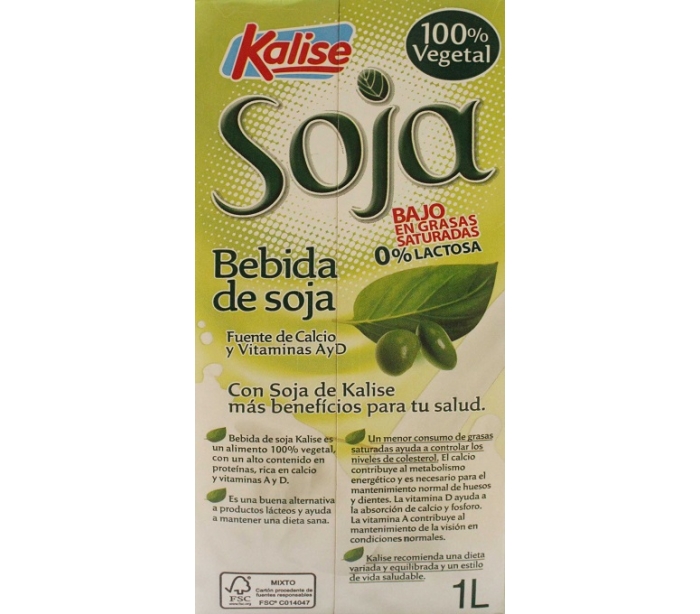 Kalise
100%
Vegetal
Soja
BAJO
EN GRASAS
SATURADAS
0% LACTOSA
Bebida
de soja
Fuente de Calcio
y Vitaminas A y D
Con Soja de Kalise
más beneficios para tu salud.
Bebida de soja Kalise es
un alimento 100% vegetal,
con un alto contenido en
proteínas, rica en calcio
y vitaminas A y D.
Es una buena alternativa
a productos lácteos y ayuda
a mantener una dieta sana.
Un menor consumo de grasas
saturadas ayuda a controlar los
niveles de colesterol. El calcio
contribuye al metabolismo
energético y es necesario para el
mantenimiento normal de huesos
y dientes. La vitamina D ayuda a
la absorción de calcio y fosforo.
La vitamina A contribuye al
mantenimiento de la visión en
condiciones normales.
Kalise recomienda una dieta
variada y equilibrada y un estilo
de vida saludable.
FSC
www.fsc.org
MIXTO
Cartón procedente de
fuentes responsables
FSC® C014047
1L